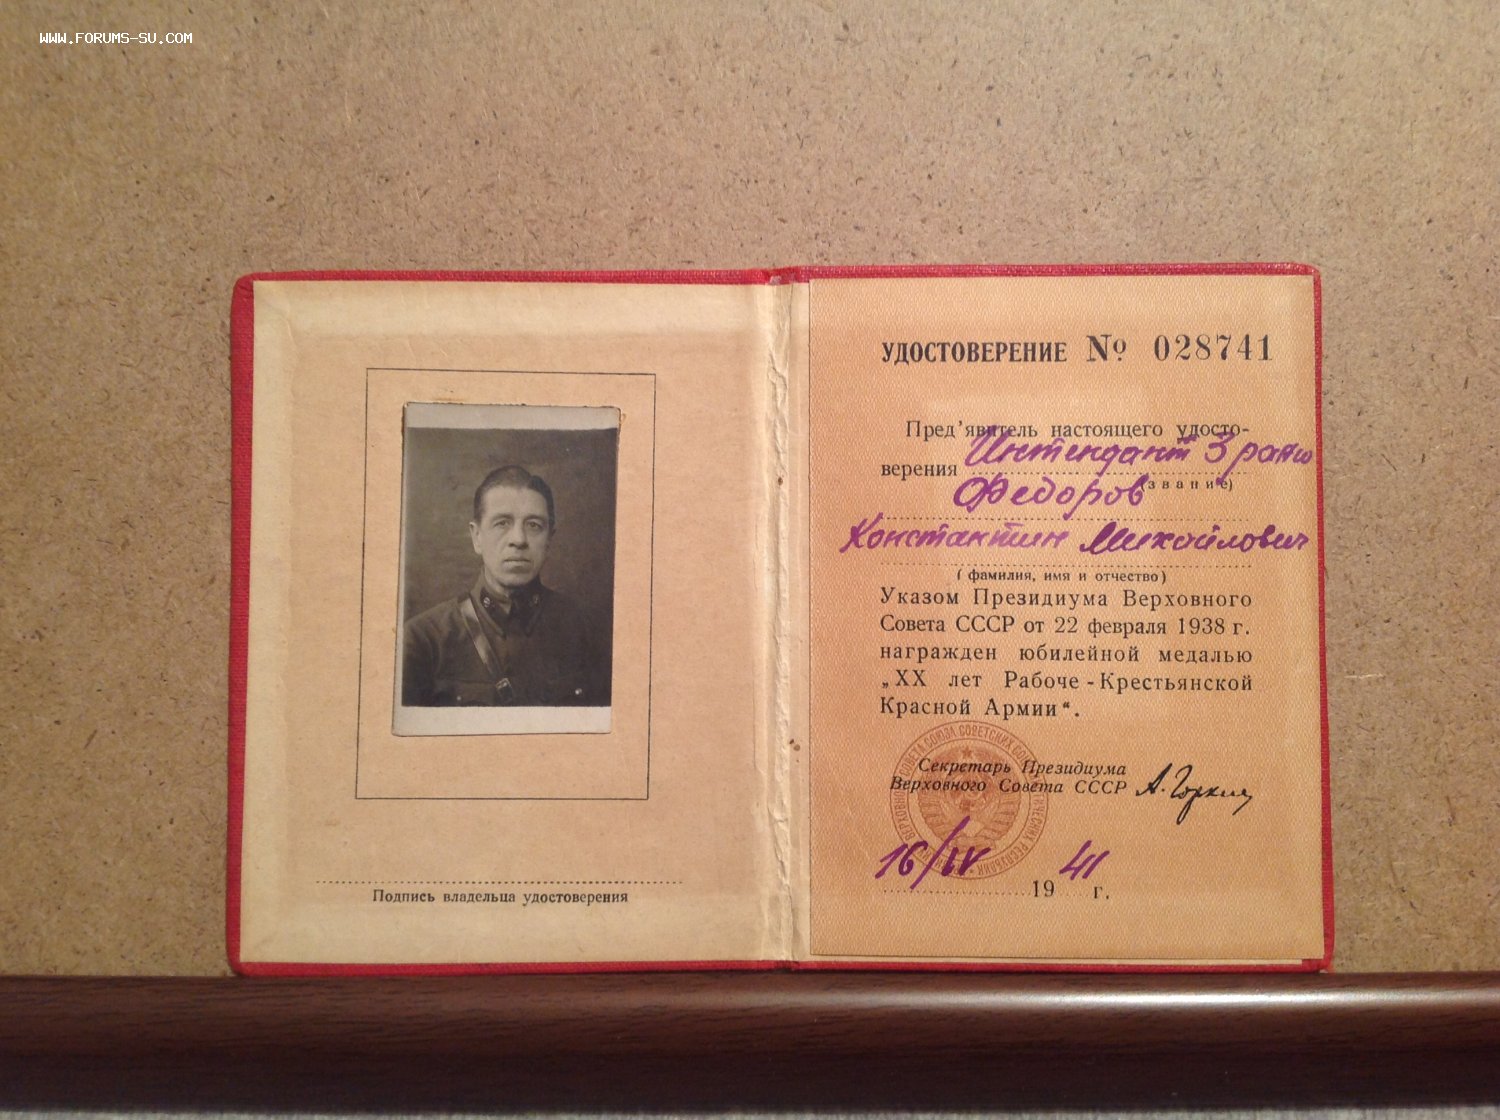 WWW.FORUMS-SU.COM
Подпись владельца удостоверения
УДОСТОВЕРЕНИЕ № 028741
Пред'явитель настоящего удосто-
верения Интендант 3 ранга
(звание)
Федоров
Константин Михайлович
(фамилия, имя и отчество)
Указом Президиума Верховного
Совета СССР от 22 февраля 1938 г.
награжден юбилейной медалью
„XX лет Рабоче-Крестьянской
Красной Армии“.
Секретарь Президиума
Верховного Совета СССР А. Горкин
16/IV 1941 г.